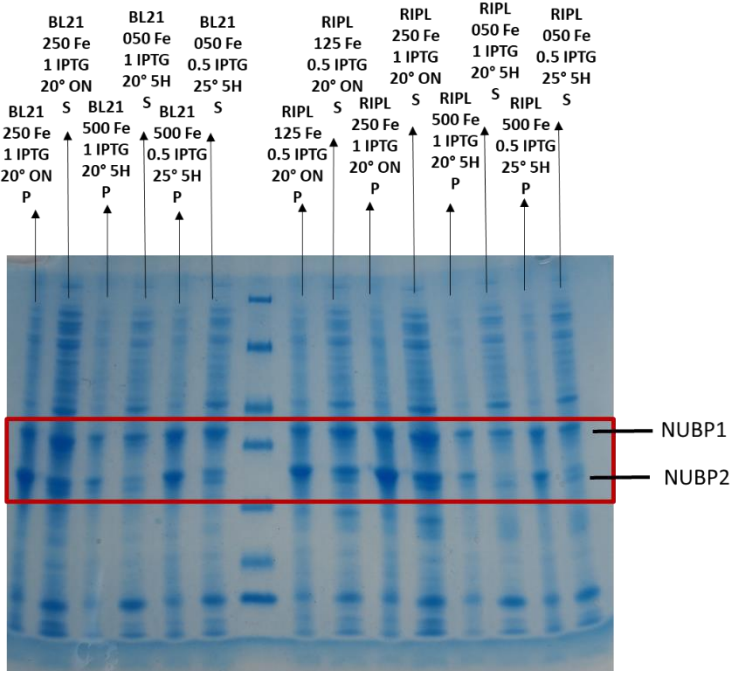 BL21
250 Fe
1 IPTG
20° ON
P
BL21
250 Fe
1 IPTG
20° ON
S
BL21
500 Fe
1 IPTG
20° 5H
P
BL21
050 Fe
1 IPTG
20° 5H
S
BL21
500 Fe
0.5 IPTG
25° 5H
P
BL21
050 Fe
0.5 IPTG
25° 5H
S
RIPL
125 Fe
0.5 IPTG
20° ON
P
RIPL
125 Fe
0.5 IPTG
20° ON
S
RIPL
250 Fe
1 IPTG
20° ON
P
RIPL
250 Fe
1 IPTG
20° ON
S
RIPL
500 Fe
1 IPTG
20° 5H
P
RIPL
050 Fe
1 IPTG
20° 5H
S
RIPL
500 Fe
0.5 IPTG
25° 5H
P
RIPL
050 Fe
0.5 IPTG
25° 5H
S
NUBP1
NUBP2